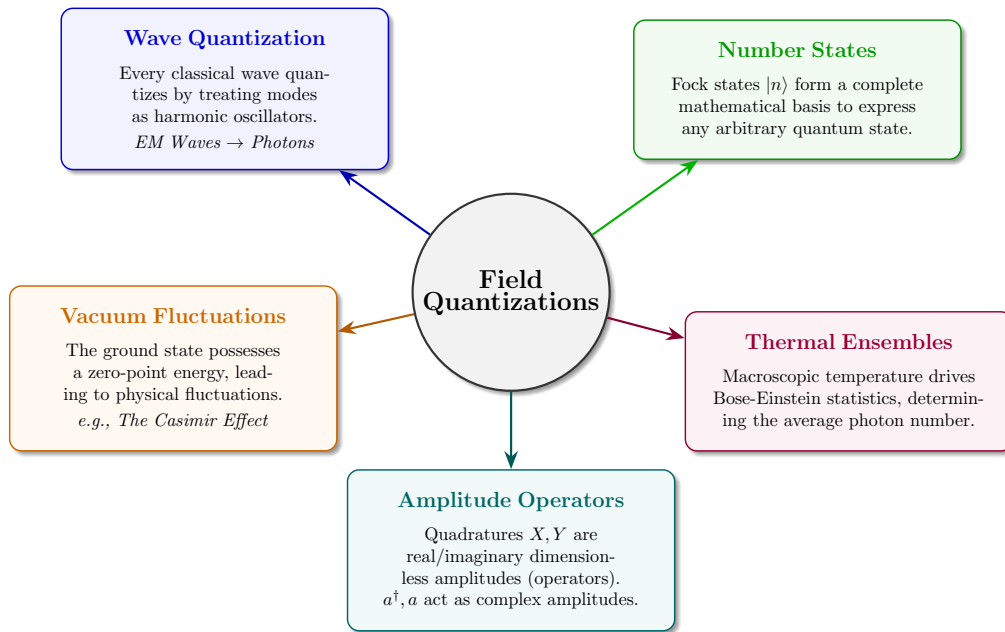 Wave Quantization
Every classical wave quan-
tizes by treating modes
as harmonic oscillators.
EM Waves → Photons
Number States
Fock states |n⟩ form a complete
mathematical basis to express
any arbitrary quantum state.
Field
Quantizations
Vacuum Fluctuations
The ground state possesses
a zero-point energy, lead-
ing to physical fluctuations.
e.g., The Casimir Effect
Thermal Ensembles
Macroscopic temperature drives
Bose-Einstein statistics, determin-
ing the average photon number.
Amplitude Operators
Quadratures X, Y are
real/imaginary dimension-
less amplitudes (operators).
a†, a act as complex amplitudes.